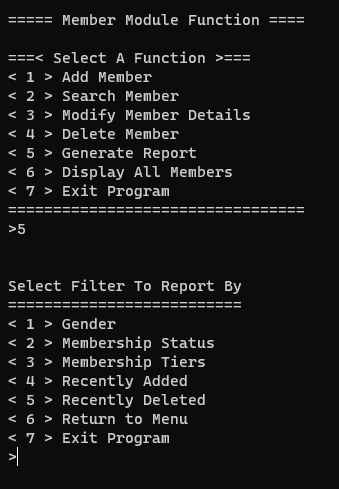 ===== Member Module Function ====
===< Select A Function >===
< 1 > Add Member
< 2 > Search Member
< 3 > Modify Member Details
< 4 > Delete Member
< 5 > Generate Report
< 6 > Display All Members
< 7 > Exit Program
=================================
>5
Select Filter To Report By
==========================
< 1 > Gender
< 2 > Membership Status
< 3 > Membership Tiers
< 4 > Recently Added
< 5 > Recently Deleted
< 6 > Return to Menu
< 7 > Exit Program
>